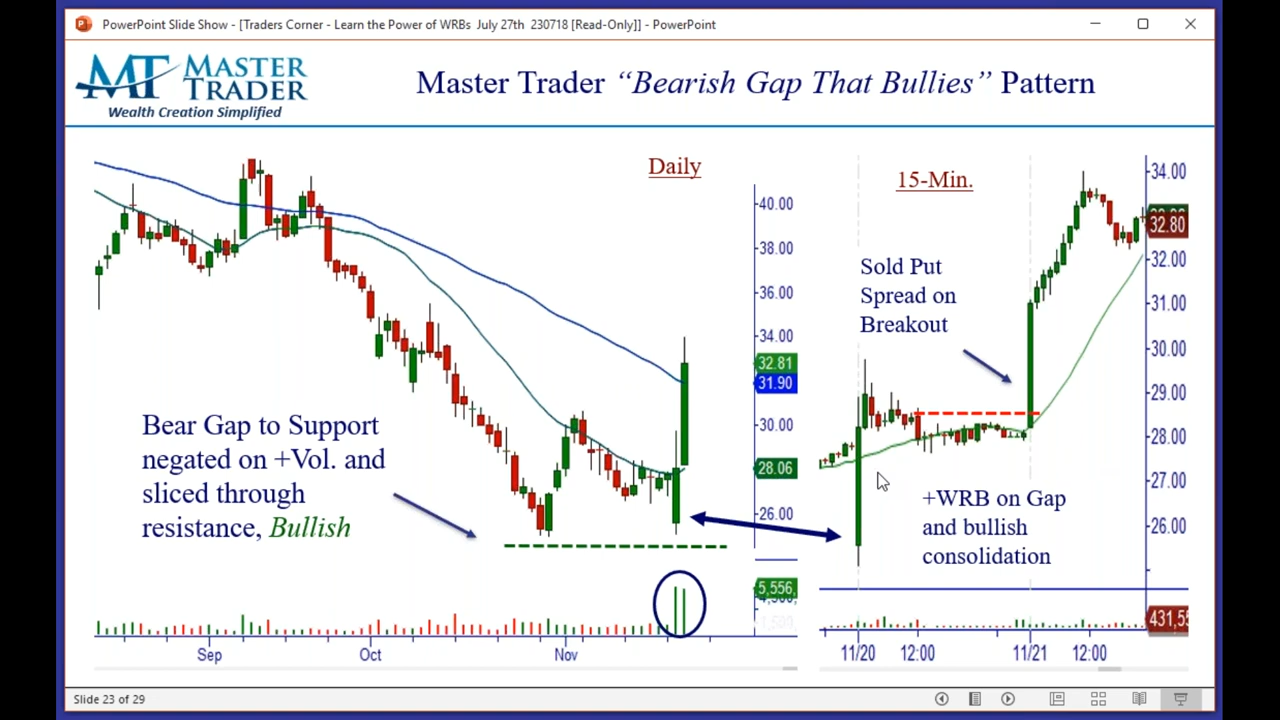 PowerPoint Slide Show - [Traders Corner - Learn the Power of WRBs July 27th 230718 [Read-Only]] - PowerPoint
MT MASTER
TRADER
Wealth Creation Simplified
Master Trader “Bearish Gap That Bullies” Pattern
Daily
40.00
38.00
36.00
34.00
32.81
31.90
30.00
28.06
26.00
5,556,
Bear Gap to Support
negated on +Vol. and
sliced through
resistance, Bullish
Sep
Oct
Nov
15-Min.
34.00
32.80
32.00
31.00
30.00
29.00
28.00
27.00
26.00
431,55
Sold Put
Spread on
Breakout
+WRB on Gap
and bullish
consolidation
11/20
12:00
11/21
12:00
Slide 23 of 29